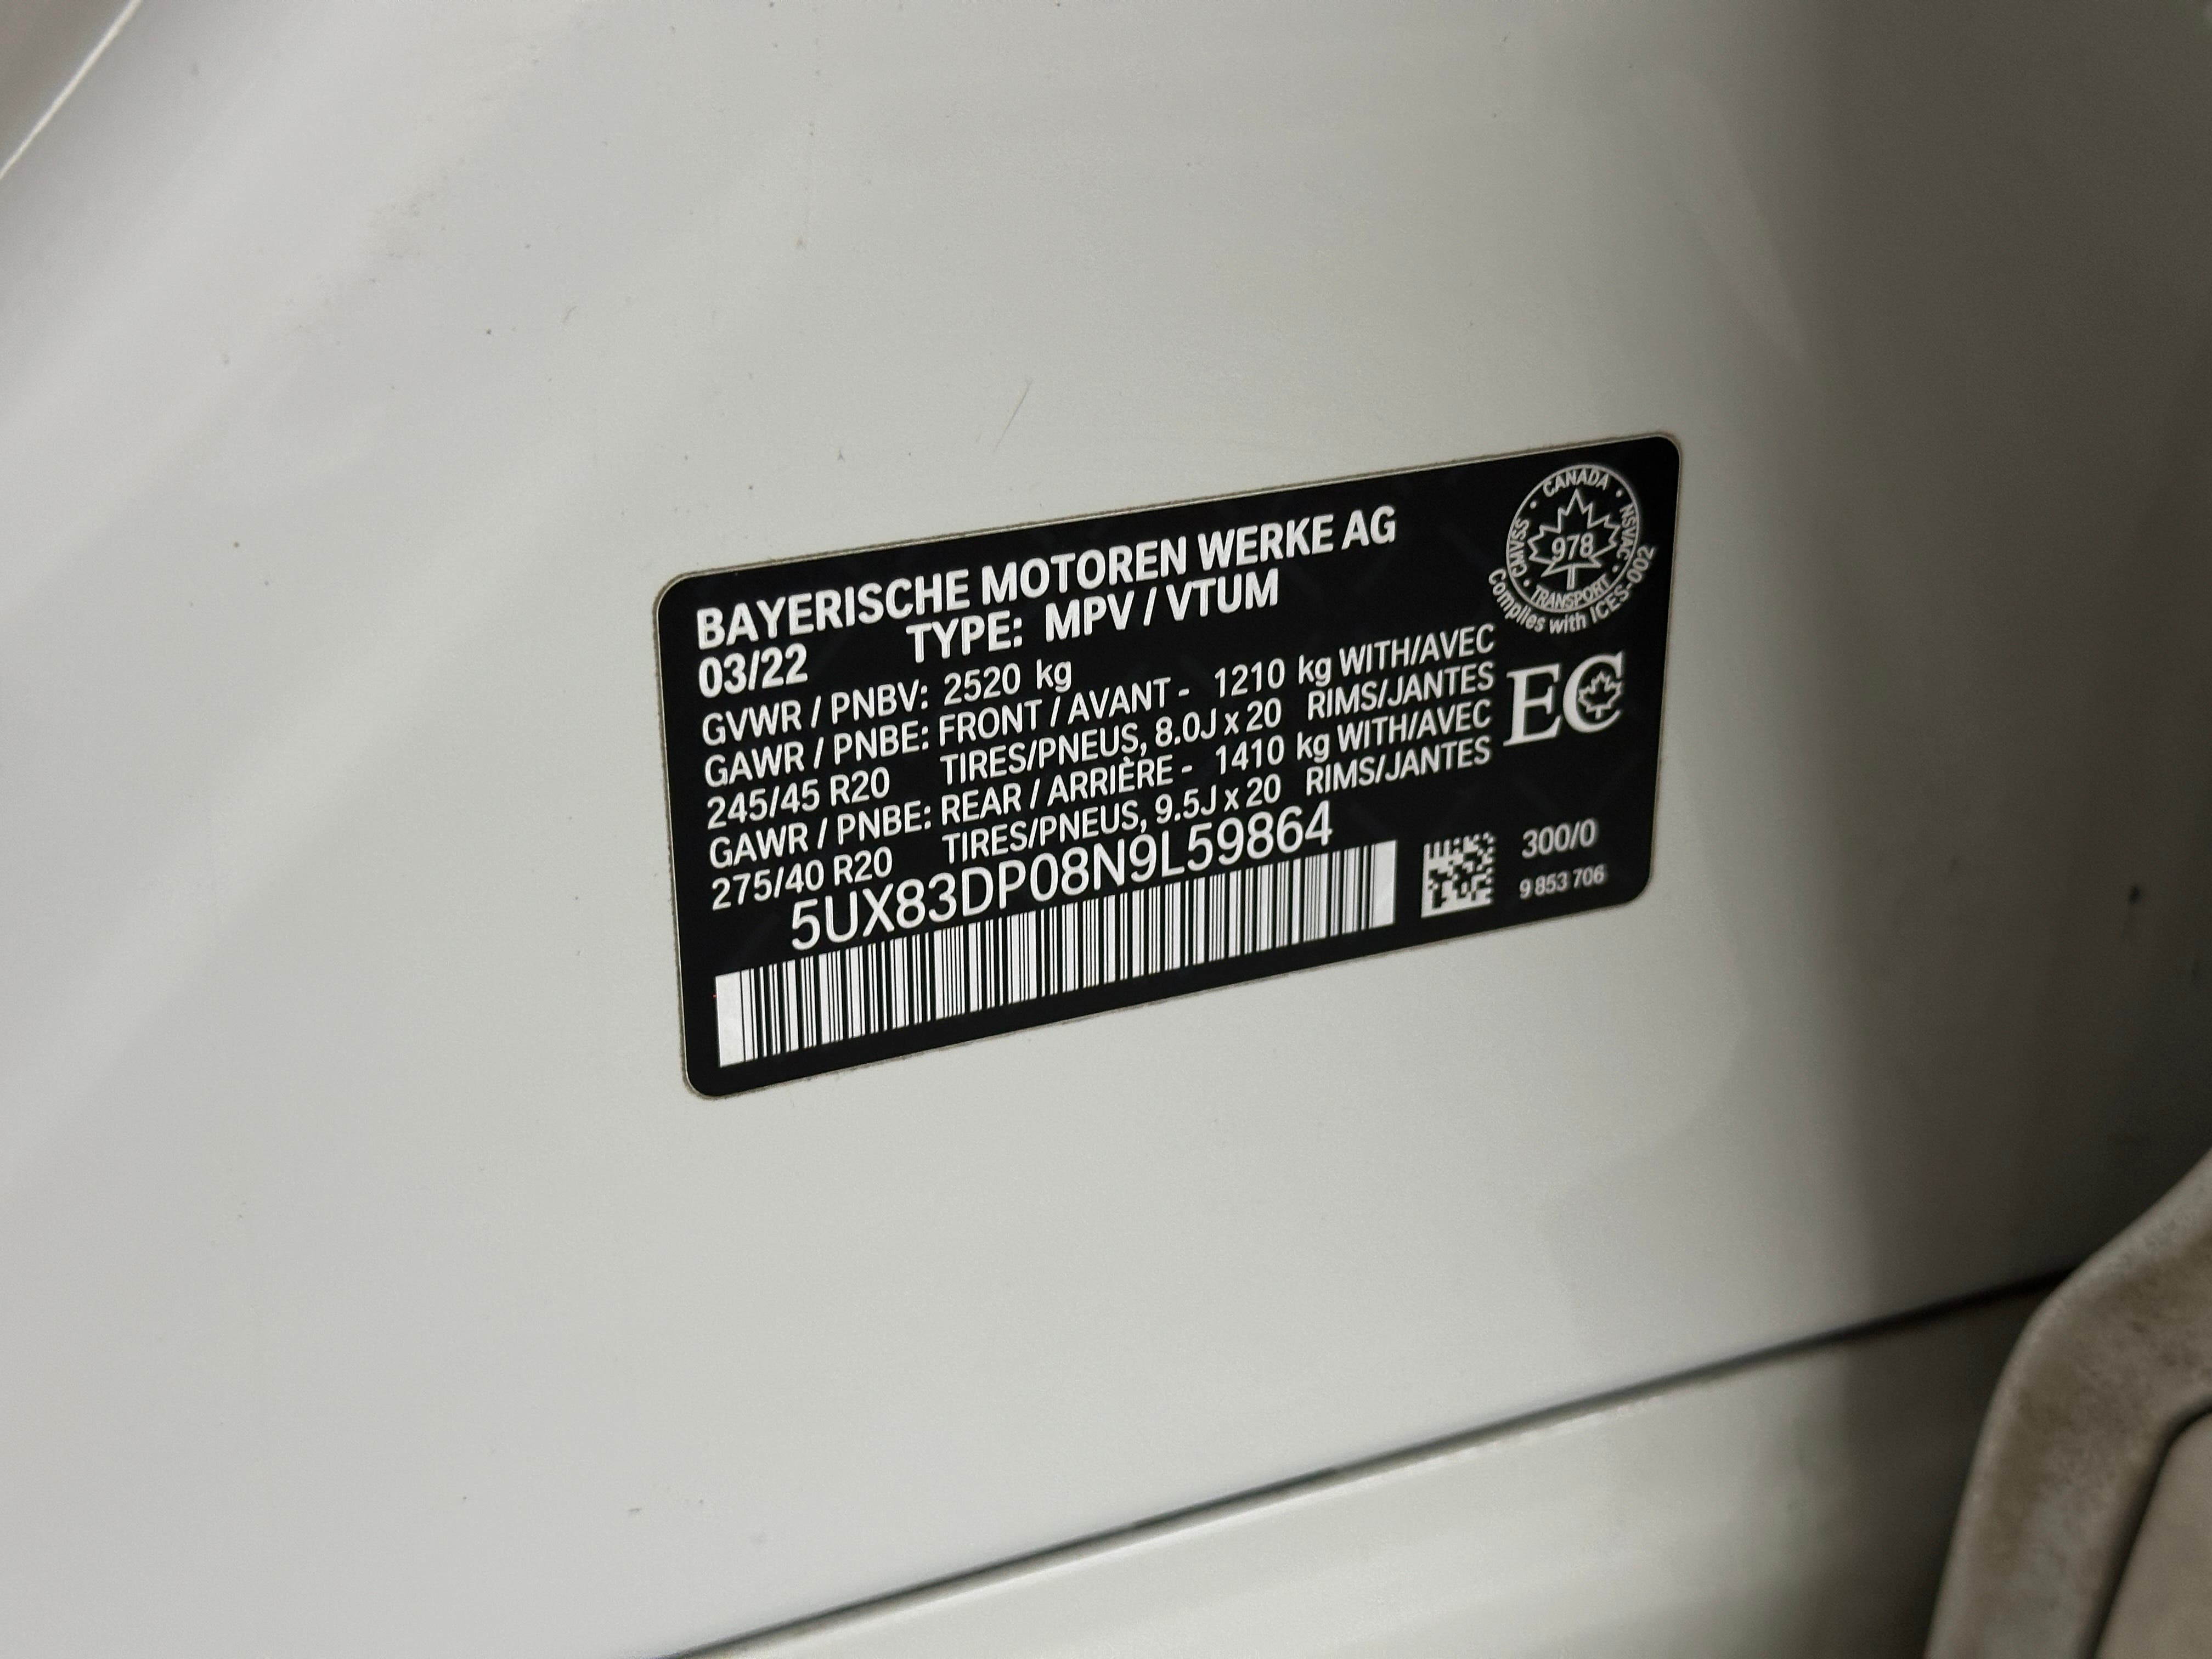 BAYERISCHE MOTOREN WERKE AG
03/22 TYPE: MPV / VTUM
GVWR / PNBV: 2520 kg
GAWR / PNBE: FRONT / AVANT - 1210 kg WITH/AVEC
245/45 R20 TIRES/PNEUS, 8.0J x 20 RIMS/JANTES
GAWR / PNBE: REAR / ARRIÈRE - 1410 kg WITH/AVEC
275/40 R20 TIRES/PNEUS, 9.5J x 20 RIMS/JANTES
5UX83DP08N9L59864
CANADA
CMVSS
978
NSVAC
TRANSPORT
Complies with ICES-002
EC
300/0
9 853 706